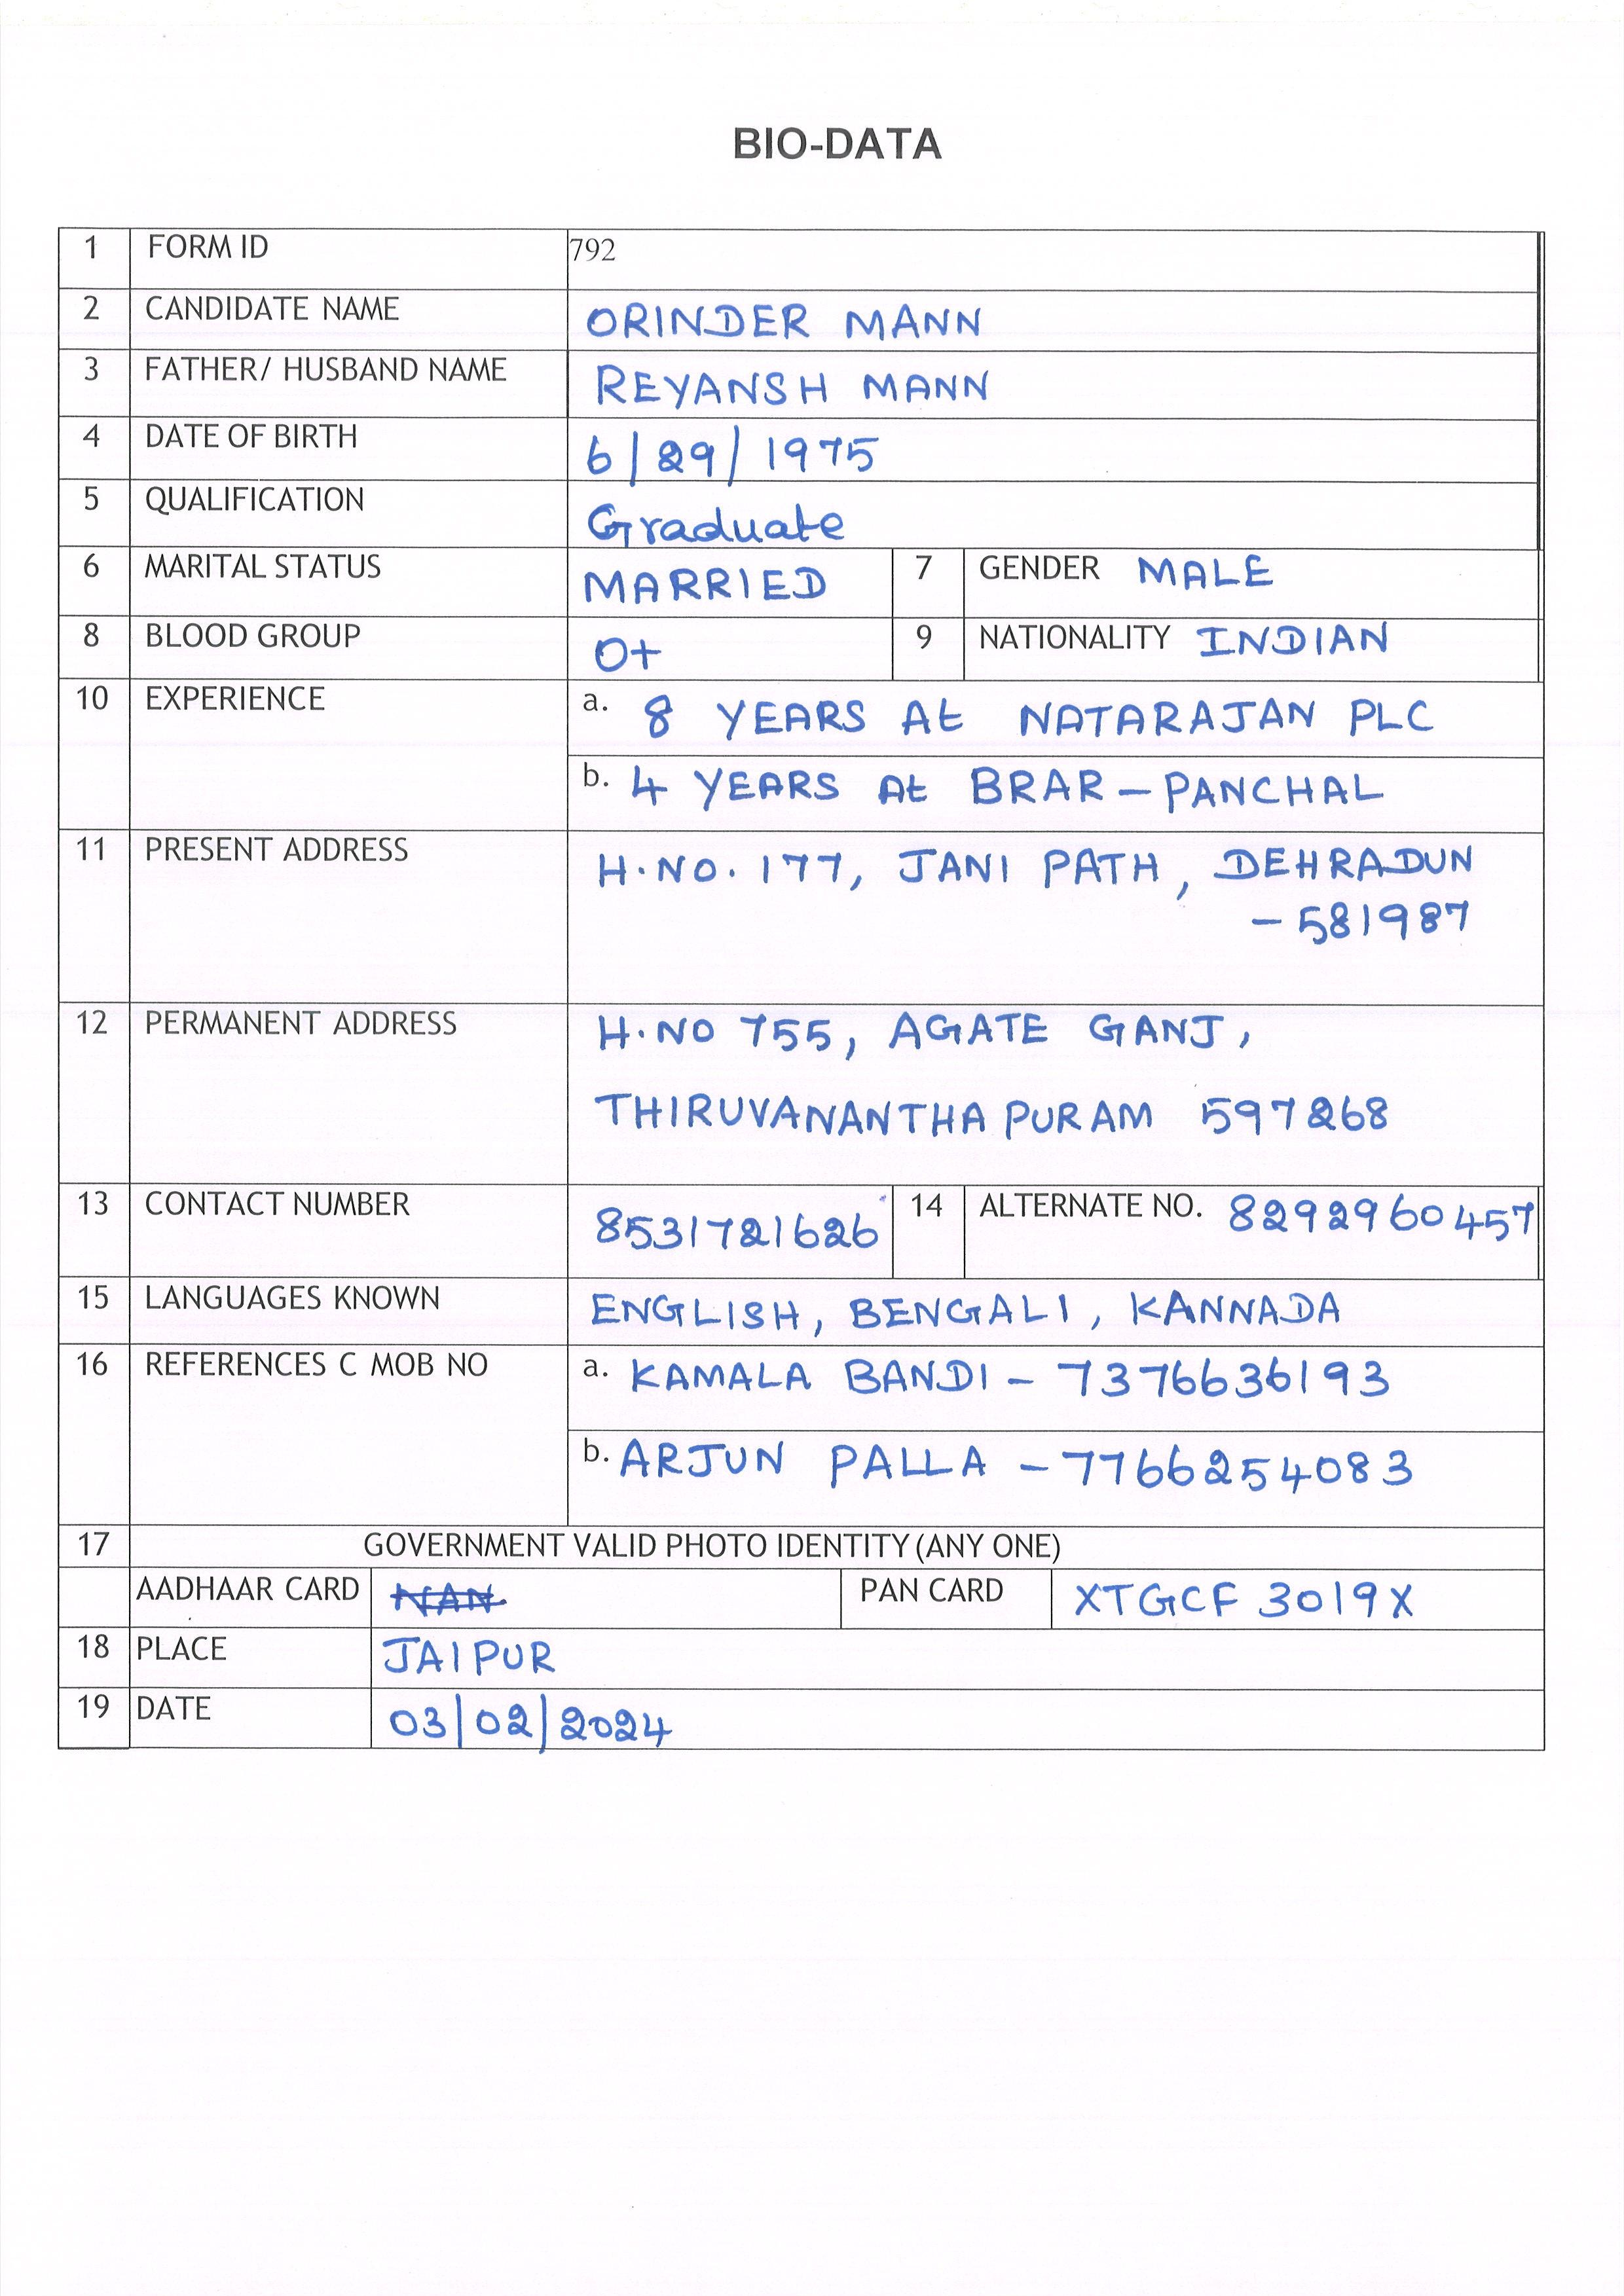 BIO-DATA
1 FORM ID 792
2 CANDIDATE NAME ORINDER MANN
3 FATHER/ HUSBAND NAME REYANSH MANN
4 DATE OF BIRTH 6/29/1975
5 QUALIFICATION Graduate
6 MARITAL STATUS MARRIED 7 GENDER MALE
8 BLOOD GROUP O+ 9 NATIONALITY INDIAN
10 EXPERIENCE a. 8 YEARS At NATARAJAN PLC
b. 4 YEARS At BRAR-PANCHAL
11 PRESENT ADDRESS H.NO. 177, JANI PATH, DEHRADUN
- 581987
12 PERMANENT ADDRESS H.NO 755, AGATE GANJ,
THIRUVANANTHAPURAM 597268
13 CONTACT NUMBER 8531721626 14 ALTERNATE NO. 8292960457
15 LANGUAGES KNOWN ENGLISH, BENGALI, KANNADA
16 REFERENCES C MOB NO a. KAMALA BANDI - 7376636193
b. ARJUN PALLA - 7766254083
17 GOVERNMENT VALID PHOTO IDENTITY (ANY ONE)
AADHAAR CARD NAN PAN CARD XTGCF3019X
18 PLACE JAIPUR
19 DATE 03/02/2024